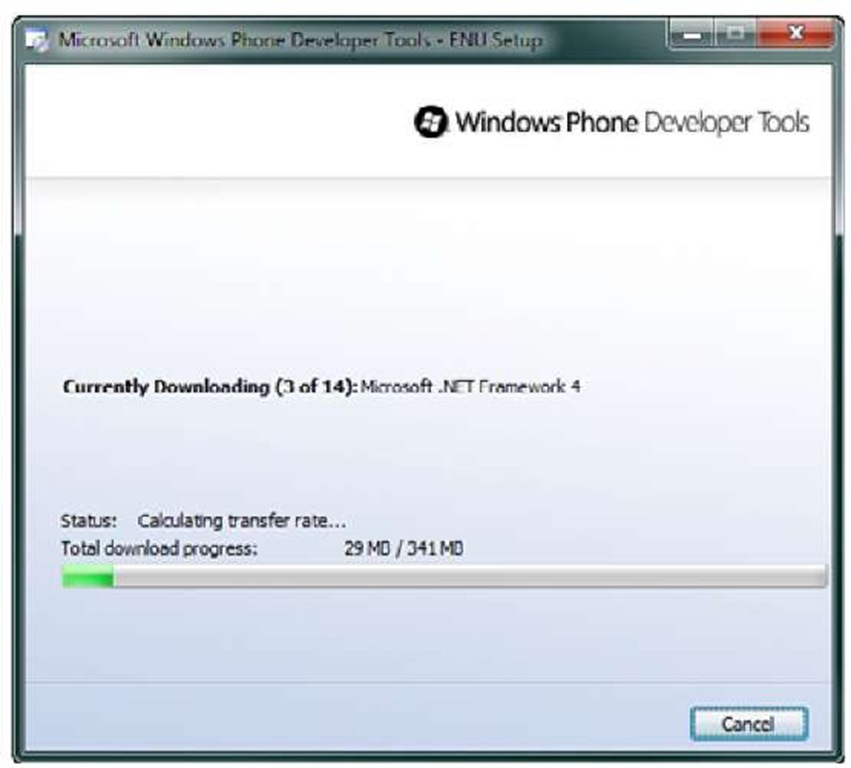 Microsoft Windows Phone Developer Tools - ENU Setup
Windows Phone Developer Tools
Currently Downloading (3 of 14): Microsoft .NET Framework 4
Status: Calculating transfer rate...
Total download progress: 29 MB / 341 MB
Cancel